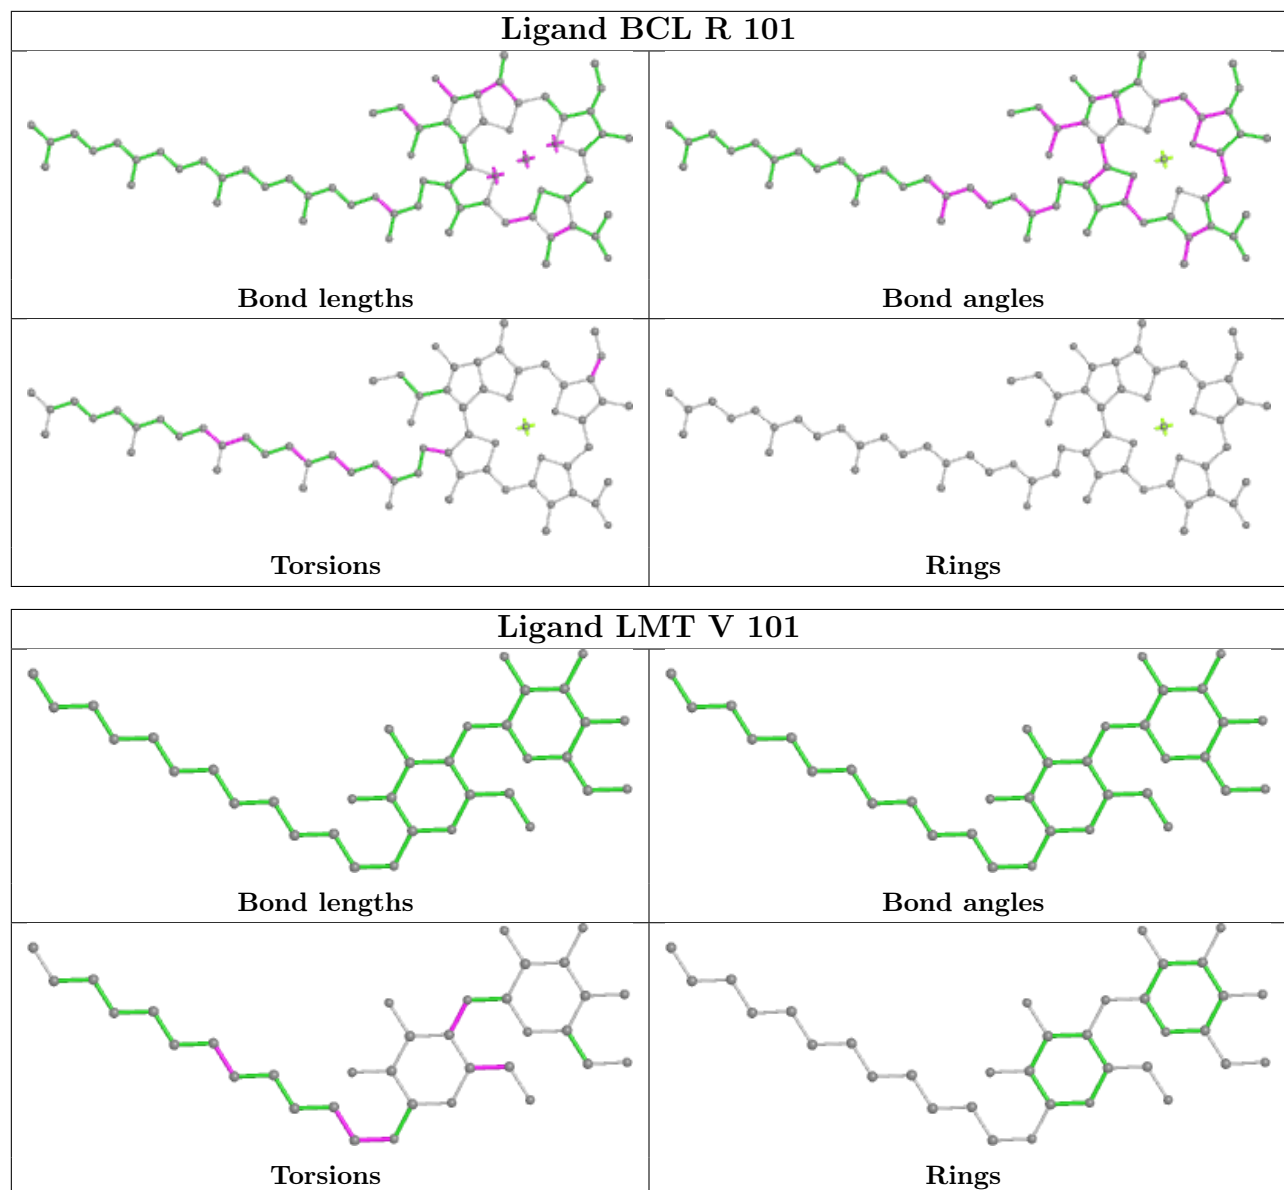 Ligand BCL R 101
Bond lengths
Bond angles
Torsions
Rings
Ligand LMT V 101
Bond lengths
Bond angles
Torsions
Rings